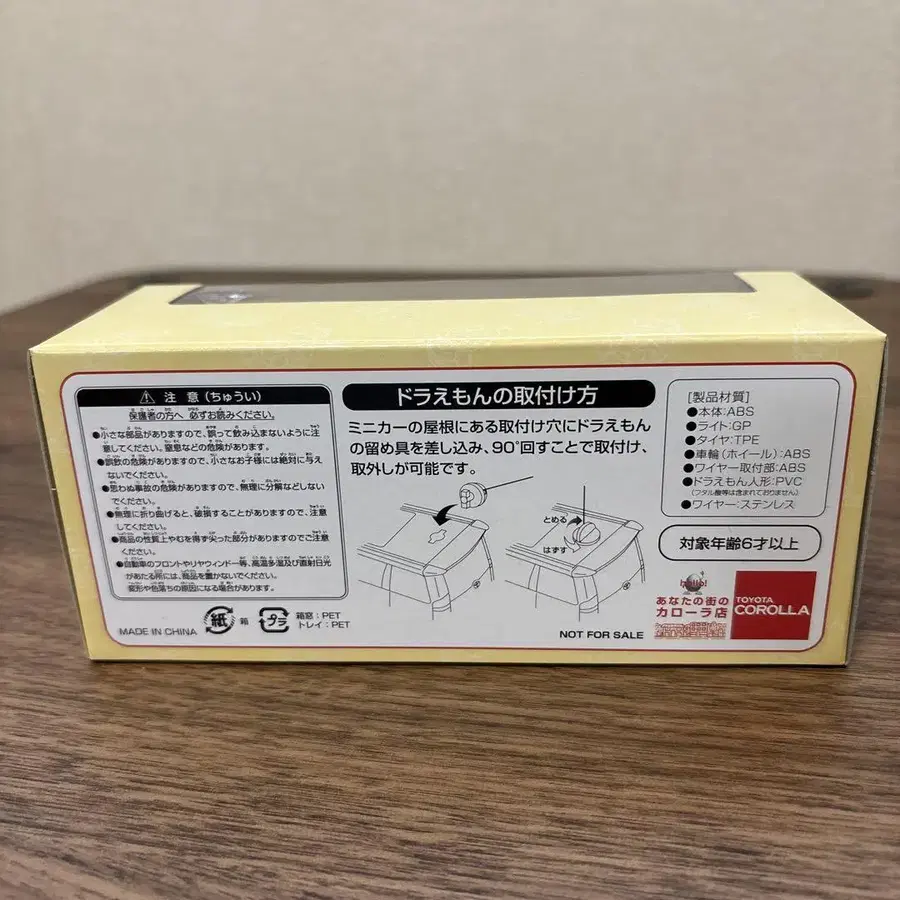 注意(ちゅうい)
保護者の方へ 必ずお読みください。
●小さな部品がありますので、誤って飲み込まないように注
意してください。窒息などの危険があります。
●誤飲の危険がありますので、小さなお子様には絶対に与え
ないでください。
●思わぬ事故の危険がありますので、無理に分解などしない
でください。
●無理に折り曲げると、破損することがありますので、注意
してください。
●商品の性質上やむを得ず尖った部分がありますのでご注意
ください。
●自動車のフロントやリヤウィンドー等、高温多湿及び直射日光
があたる所には、商品を置かないでください。
変形や色落ちの原因になる場合があります。
MADE IN CHINA
紙 箱
プラ
箱窓:PET
トレイ:PET
ドラえもんの取付け方
ミニカーの屋根にある取付け穴にドラえもん
の留め具を差し込み、90°回すことで取付け、
取外しが可能です。
とめる
はずす
NOT FOR SALE
[製品材質]
●本体:ABS
●ライト:GP
●タイヤ:TPE
●車輪(ホイール):ABS
●ワイヤー取付部:ABS
●ドラえもん人形:PVC
(フタル酸等は含まれておりません)
●ワイヤー:ステンレス
対象年齢6才以上
hello!
あなたの街の
カローラ店
TOYOTA
COROLLA